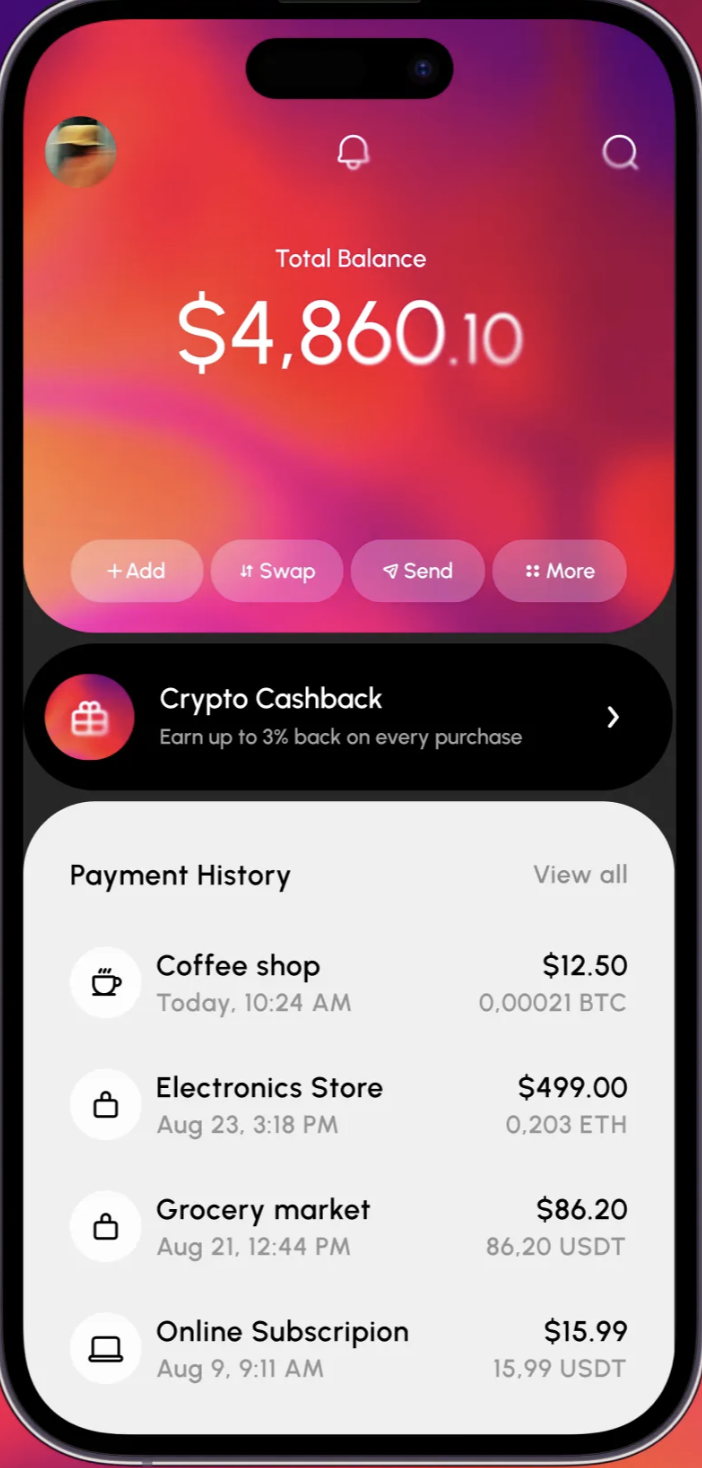 Total Balance
$4,860.10
+ Add
Swap
Send
More
Crypto Cashback
Earn up to 3% back on every purchase
Payment History
View all
Coffee shop
$12.50
Today, 10:24 AM
0,00021 BTC
Electronics Store
$499.00
Aug 23, 3:18 PM
0,203 ETH
Grocery market
$86.20
Aug 21, 12:44 PM
86,20 USDT
Online Subscripion
$15.99
Aug 9, 9:11 AM
15,99 USDT